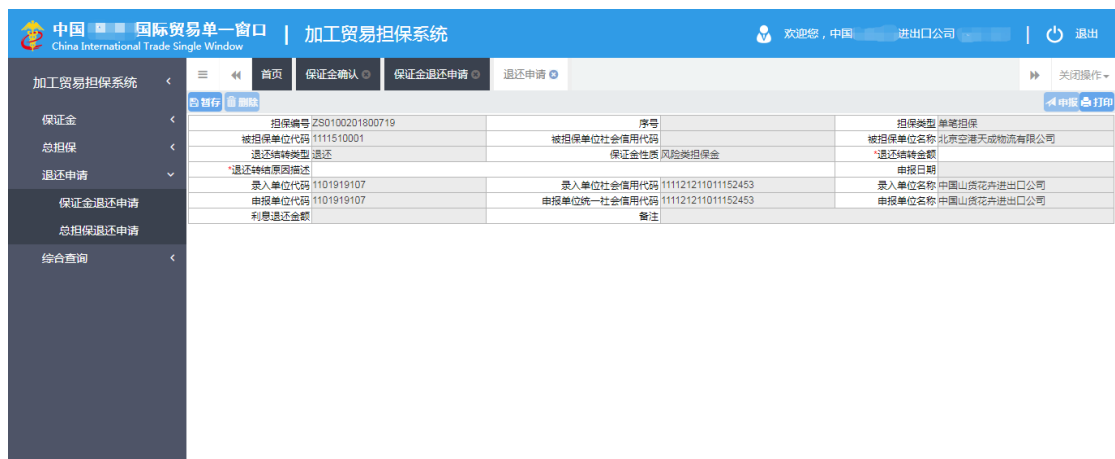 中国 国际贸易单一窗口 | 加工贸易担保系统 欢迎您，中国 进出口公司 | 退出
China International Trade Single Window
加工贸易担保系统 首页 保证金确认 保证金退还申请 退还申请 关闭操作
暂存 删除 申报 打印
保证金
总担保
退还申请
保证金退还申请
总担保退还申请
综合查询
担保编号 ZS0100201800719 序号 担保类型 单笔担保
被担保单位代码 1111510001 被担保单位社会信用代码 被担保单位名称 北京空港天成物流有限公司
退还结转类型 退还 保证金性质 风险类担保金 *退还结转金额
*退还转结原因描述 申报日期
录入单位代码 1101919107 录入单位社会信用代码 111121211011152453 录入单位名称 中国山货花卉进出口公司
申报单位代码 1101919107 申报单位统一社会信用代码 111121211011152453 申报单位名称 中国山货花卉进出口公司
利息退还金额 备注